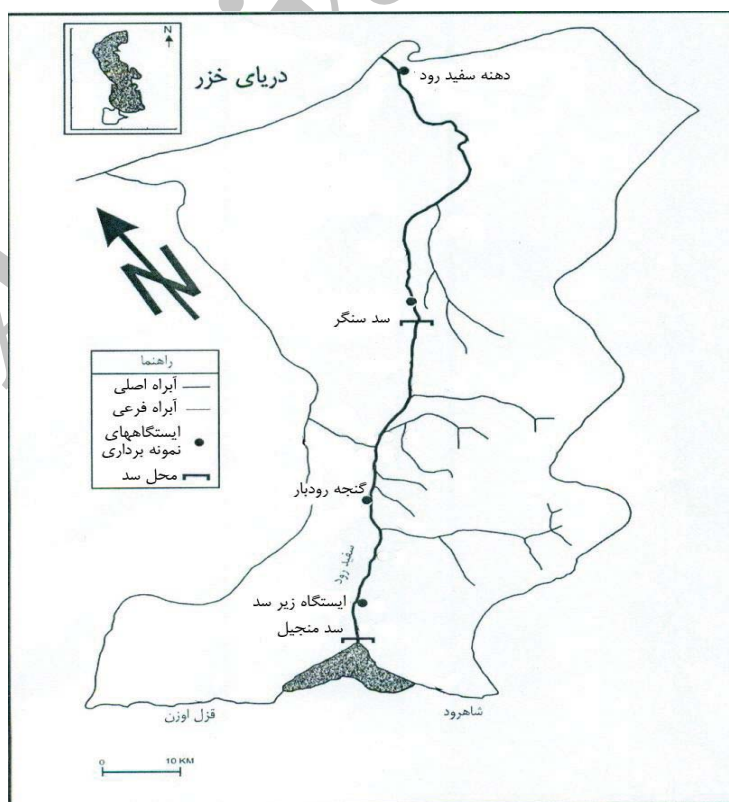 N
دریای خزر
دهنه سفید رود
N
سد سنگر
راهنما
آبراه اصلی
آبراه فرعی
ایستگاههای
نمونه برداری
محل سد
گنجه رودبار
سفید رود
ایستگاه زیر سد
سد منجیل
قزل اوزن
شاهرود
0 10 KM